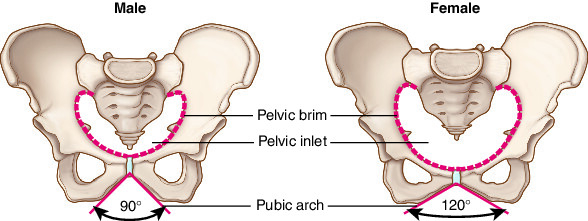 Male
Female
Pelvic brim
Pelvic inlet
Pubic arch
90°
120°